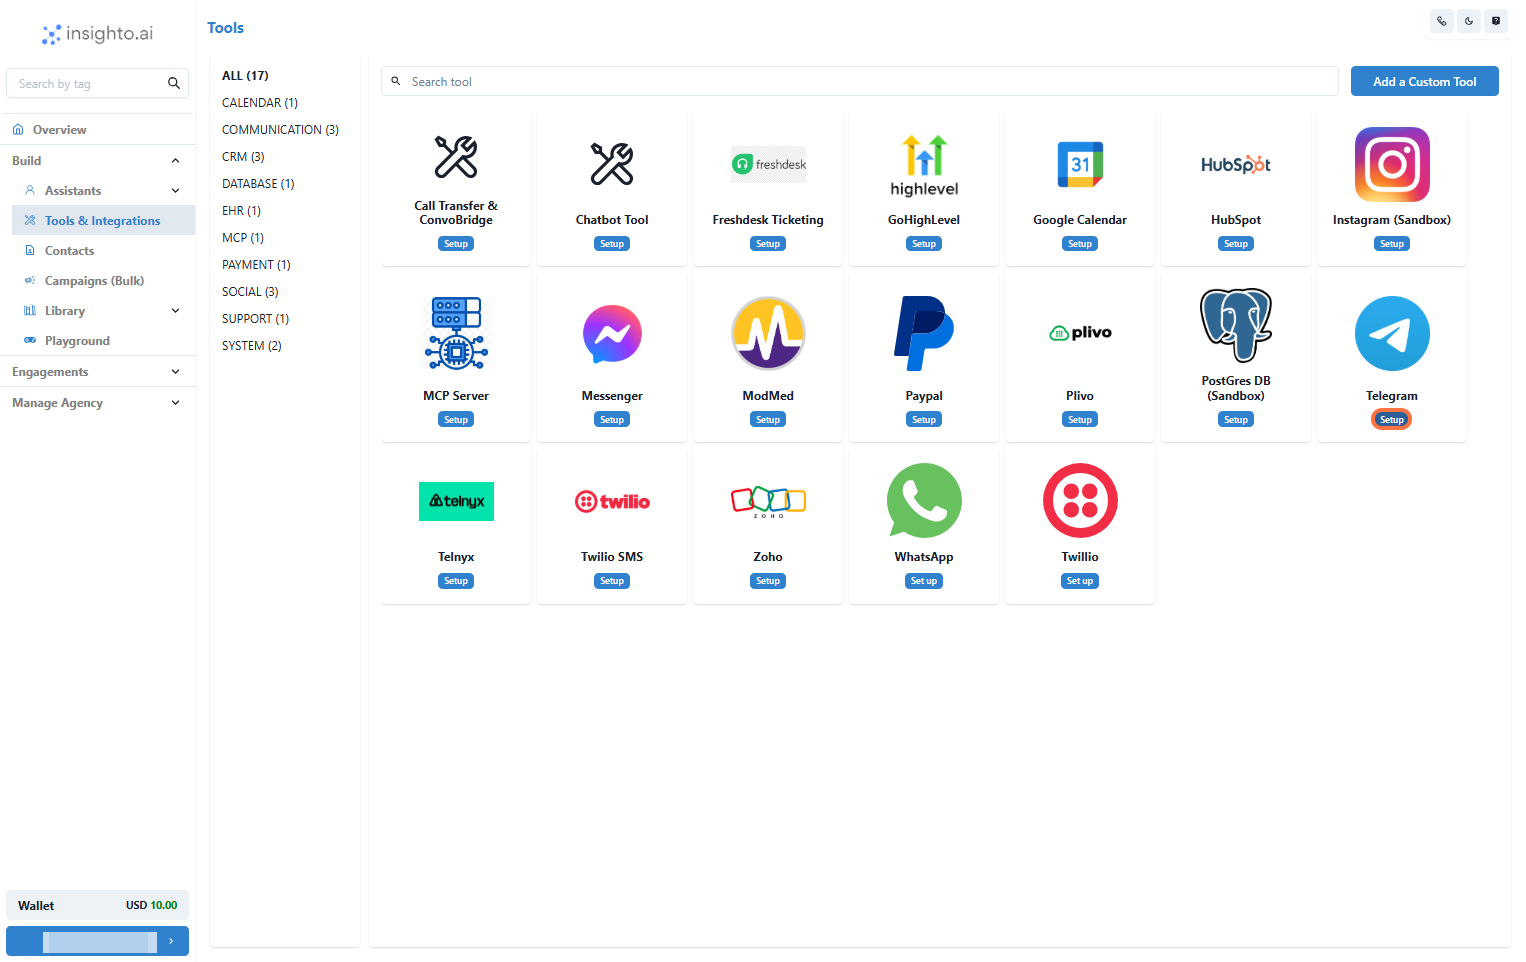 insighto.ai
Search by tag
Overview
Build
Assistants
Tools & Integrations
Contacts
Campaigns (Bulk)
Library
Playground
Engagements
Manage Agency
Wallet USD 10.00
Tools
ALL (17)
CALENDAR (1)
COMMUNICATION (3)
CRM (3)
DATABASE (1)
EHR (1)
MCP (1)
PAYMENT (1)
SOCIAL (3)
SUPPORT (1)
SYSTEM (2)
Search tool
Add a Custom Tool
Call Transfer &
ConvoBridge
Setup
Chatbot Tool
Setup
freshdesk
Freshdesk Ticketing
Setup
highlevel
GoHighLevel
Setup
31
Google Calendar
Setup
HubSpot
HubSpot
Setup
Instagram (Sandbox)
Setup
MCP Server
Setup
Messenger
Setup
ModMed
Setup
Paypal
Setup
plivo
Plivo
Setup
PostGres DB
(Sandbox)
Setup
Telegram
Setup
telnyx
Telnyx
Setup
twilio
Twilio SMS
Setup
ZOHO
Zoho
Setup
WhatsApp
Set up
Twillio
Set up